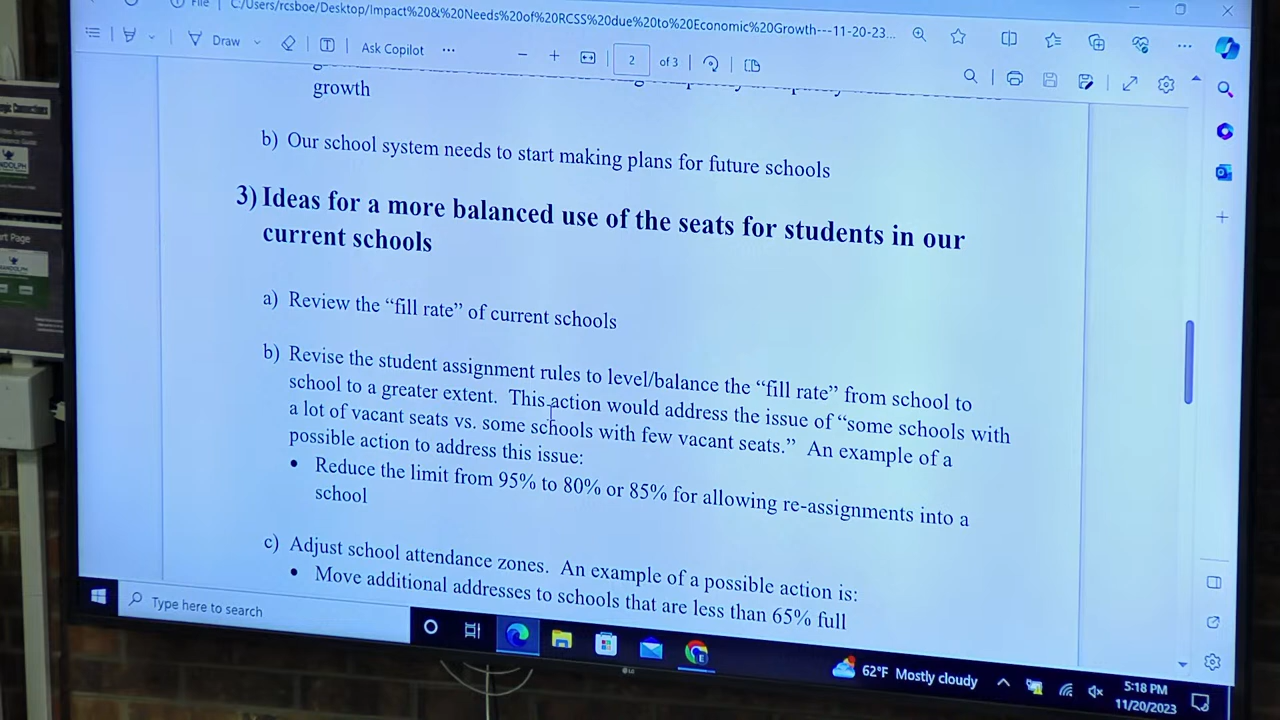 File | C:/Users/rcsboe/Desktop/Impact%20&%20Needs%20of%20RCSS%20due%20to%20Economic%20Growth---11-20-23...
Draw
Ask Copilot
2 of 3
growth
b) Our school system needs to start making plans for future schools
3) Ideas for a more balanced use of the seats for students in our
current schools
a) Review the “fill rate” of current schools
b) Revise the student assignment rules to level/balance the “fill rate” from school to
school to a greater extent. This action would address the issue of “some schools with
a lot of vacant seats vs. some schools with few vacant seats.” An example of a
possible action to address this issue:
• Reduce the limit from 95% to 80% or 85% for allowing re-assignments into a
school
c) Adjust school attendance zones. An example of a possible action is:
• Move additional addresses to schools that are less than 65% full
Type here to search
62°F Mostly cloudy
5:18 PM
11/20/2023
LG